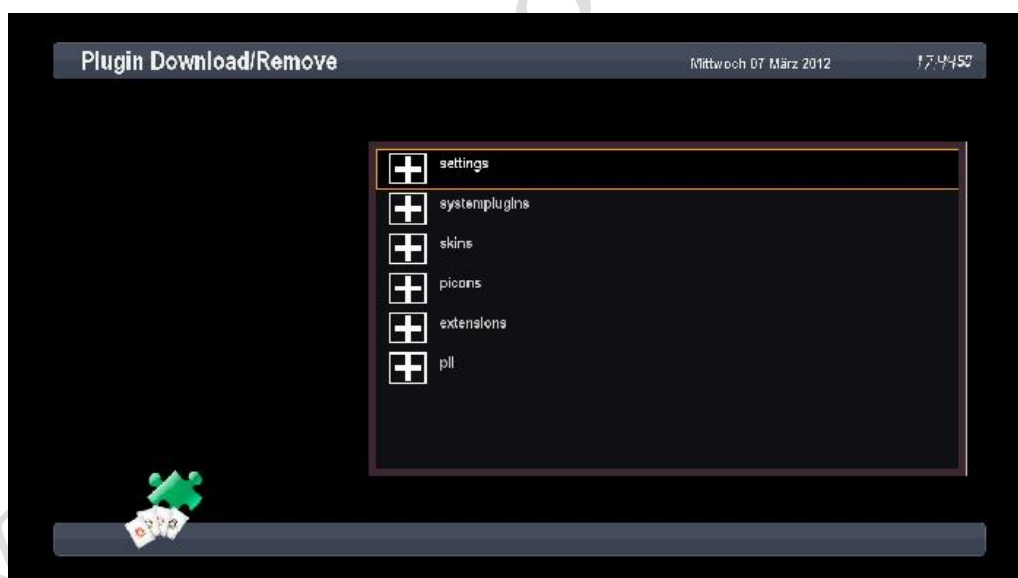 Plugin Download/Remove
Mittwoch 07 März 2012
settings
systemplugins
skins
picons
extensions
pli